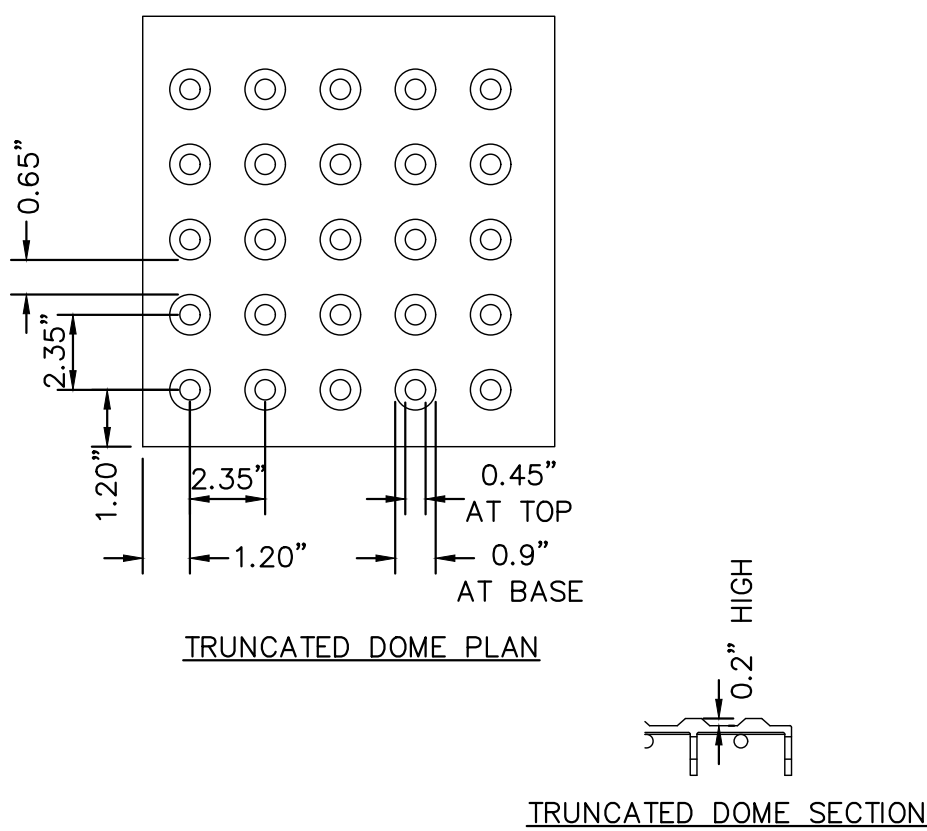 0.65”
2.35”
1.20”
2.35”
0.45”
AT TOP
1.20”
0.9”
AT BASE
TRUNCATED DOME PLAN
0.2” HIGH
TRUNCATED DOME SECTION